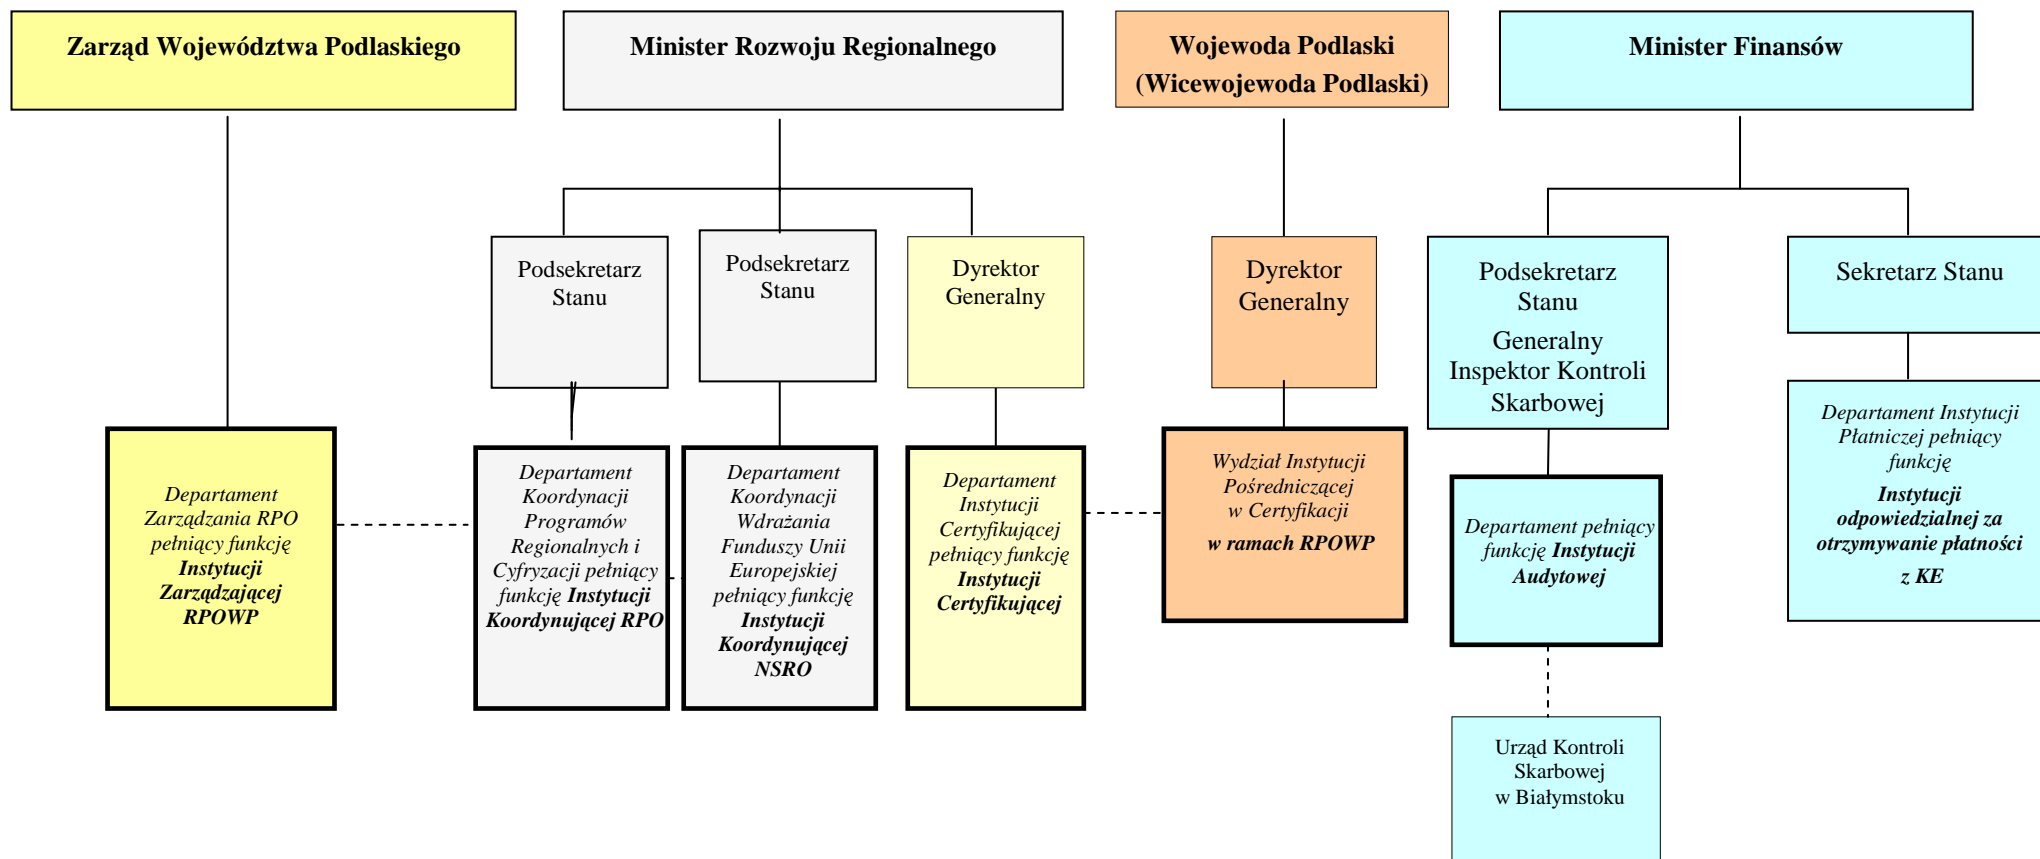 Zarząd Województwa Podlaskiego
Minister Rozwoju Regionalnego
Wojewoda Podlaski
(Wicewojewoda Podlaski)
Minister Finansów
Podsekretarz
Stanu
Podsekretarz
Stanu
Dyrektor
Generalny
Dyrektor
Generalny
Podsekretarz
Stanu
Generalny
Inspektor Kontroli
Skarbowej
Sekretarz Stanu
Departament
Zarządzania RPO
pełniący funkcję
Instytucji
Zarządzającej
RPOWP
Departament
Koordynacji
Programów
Regionalnych i
Cyfryzacji pełniący
funkcję Instytucji
Koordynującej RPO
Departament
Koordynacji
Wdrażania
Funduszy Unii
Europejskiej
pełniący funkcję
Instytucji
Koordynującej
NSRO
Departament
Instytucji
Certyfikującej
pełniący funkcję
Instytucji
Certyfikującej
Wydział Instytucji
Pośredniczącej
w Certyfikacji
w ramach RPOWP
Departament pełniący
funkcję Instytucji
Audytowej
Departament Instytucji
Płatniczej pełniący
funkcję
Instytucji
odpowiedzialnej za
otrzymywanie płatności
z KE
Urząd Kontroli
Skarbowej
w Białymstoku